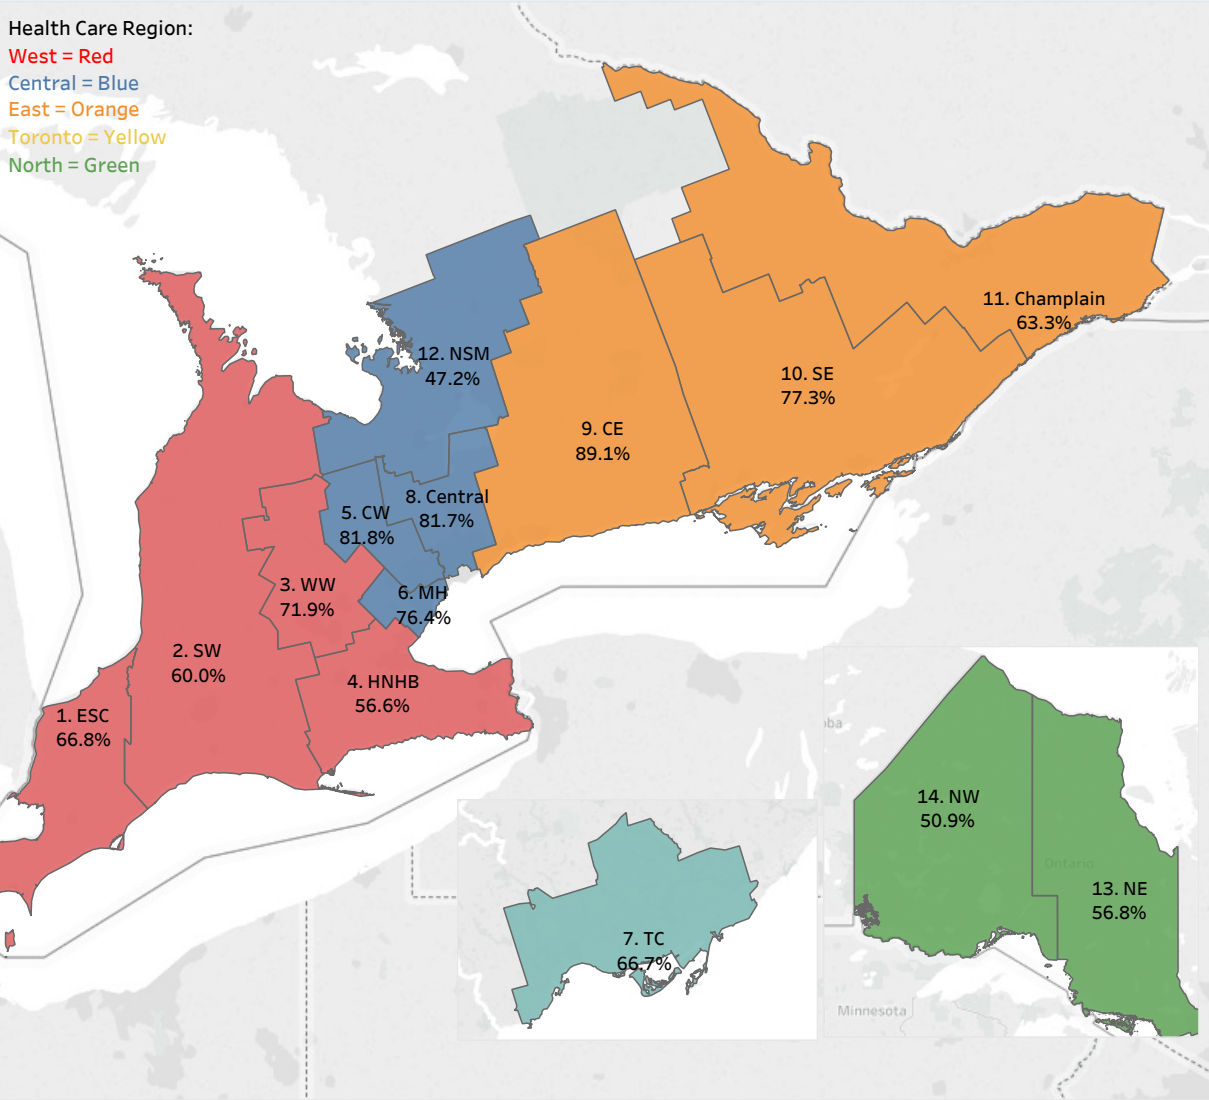 Health Care Region:
West = Red
Central = Blue
East = Orange
Toronto = Yellow
North = Green
11. Champlain
63.3%
12. NSM
47.2%
10. SE
77.3%
9. CE
89.1%
8. Central
81.7%
5. CW
81.8%
3. WW
71.9%
6. MH
76.4%
2. SW
60.0%
4. HNHB
56.6%
1. ESC
66.8%
14. NW
50.9%
Ontario
13. NE
56.8%
7. TC
66.7%
Minnesota